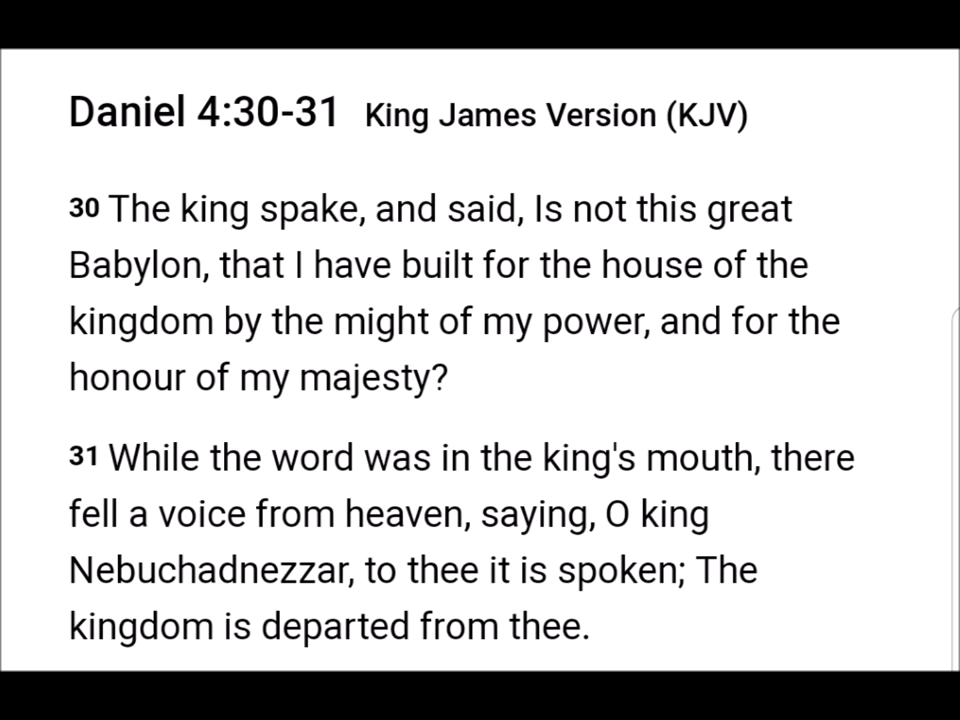 Daniel 4:30-31 King James Version (KJV)
30 The king spake, and said, Is not this great
Babylon, that I have built for the house of the
kingdom by the might of my power, and for the
honour of my majesty?
31 While the word was in the king's mouth, there
fell a voice from heaven, saying, O king
Nebuchadnezzar, to thee it is spoken; The
kingdom is departed from thee.